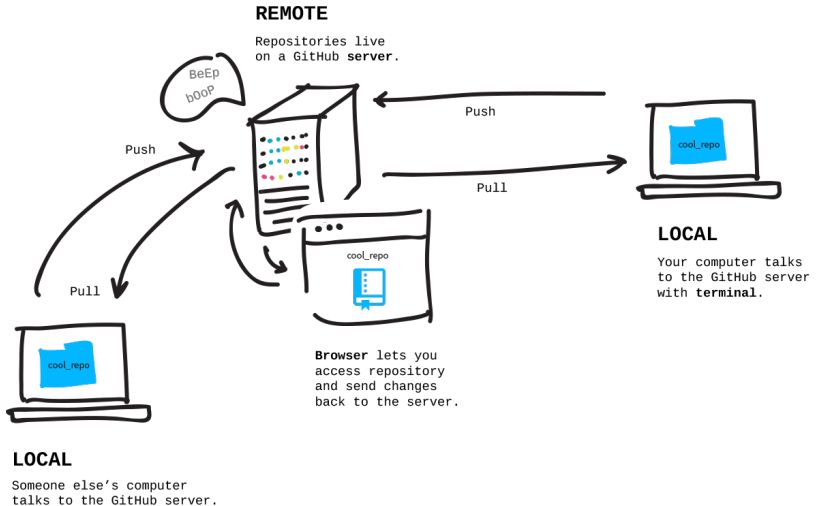 REMOTE
Repositories live
on a GitHub server.
BeEp
bOoP
Push
Pull
Push
Pull
cool_repo
LOCAL
Your computer talks
to the GitHub server
with terminal.
cool_repo
Browser lets you
access repository
and send changes
back to the server.
cool_repo
LOCAL
Someone else’s computer
talks to the GitHub server.